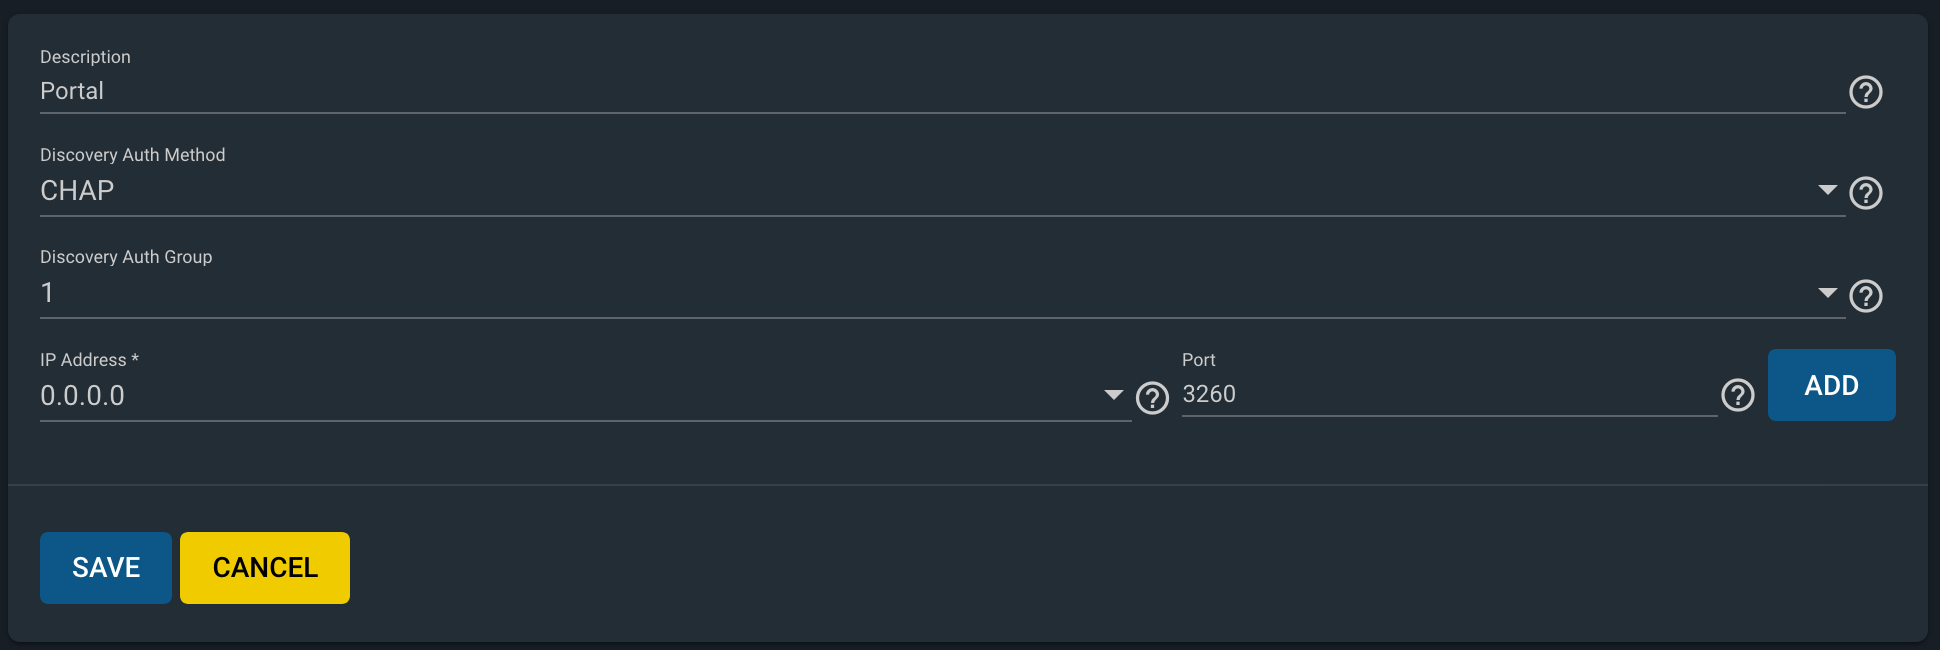 Description
Portal
Discovery Auth Method
CHAP
Discovery Auth Group
1
IP Address *
0.0.0.0
Port
3260
ADD
SAVE
CANCEL